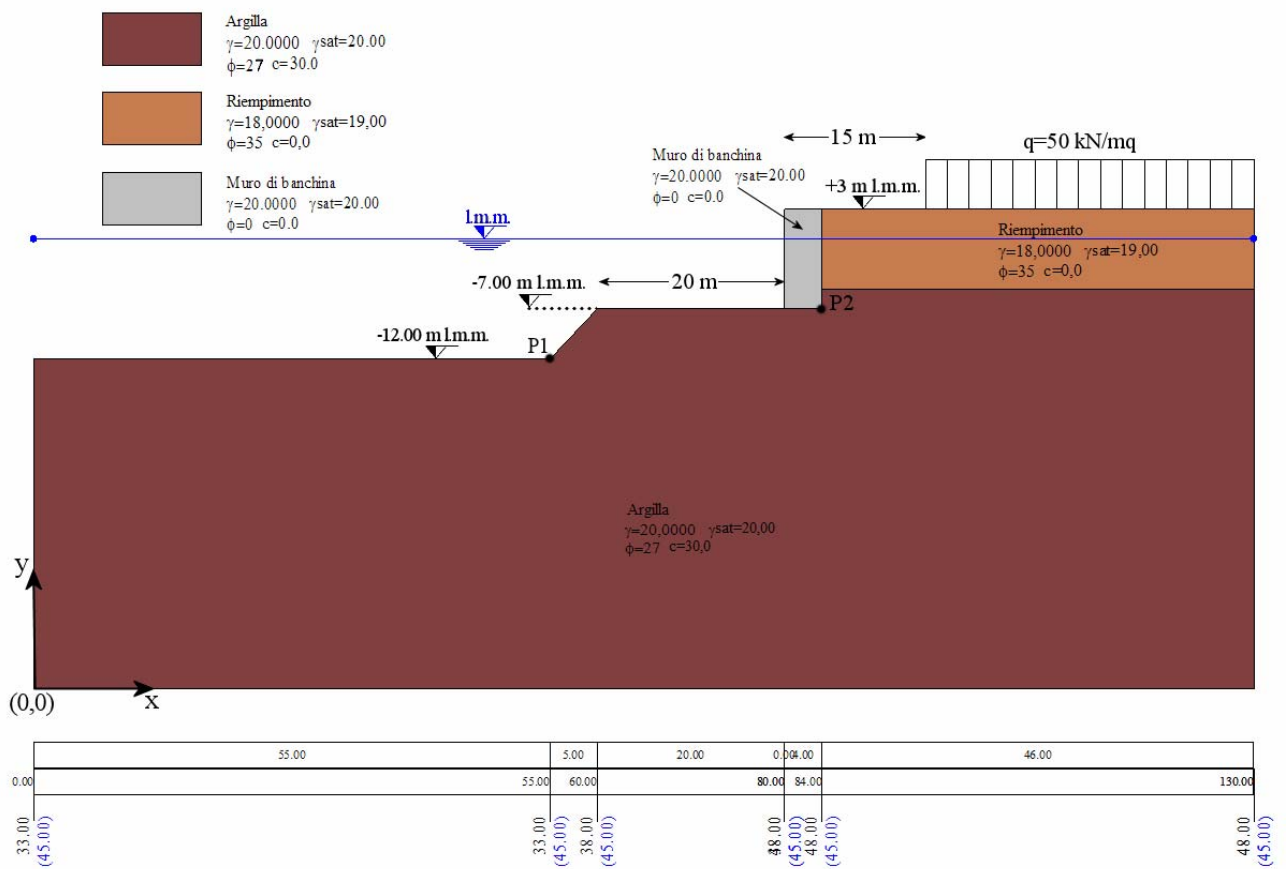 Argilla
γ=20.0000 γsat=20.00
ϕ=27 c=30.0
Riempimento
γ=18,0000 γsat=19,00
ϕ=35 c=0,0
Muro di banchina
γ=20.0000 γsat=20.00
ϕ=0 c=0.0
15 m
q=50 kN/mq
Muro di banchina
γ=20.0000 γsat=20.00
ϕ=0 c=0.0
+3 m l.m.m.
l.m.m.
Riempimento
γ=18,0000 γsat=19,00
ϕ=35 c=0,0
-7.00 m l.m.m.
20 m
P2
-12.00 m l.m.m.
P1
Argilla
γ=20,0000 γsat=20,00
ϕ=27 c=30,0
y
(0,0)
x
55.00 5.00 20.00 0.00 4.00 46.00
0.00 55.00 60.00 80.00 84.00 130.00
33.00 33.00 38.00 48.00 48.00
(45.00) (45.00) (45.00) (45.00) (45.00)